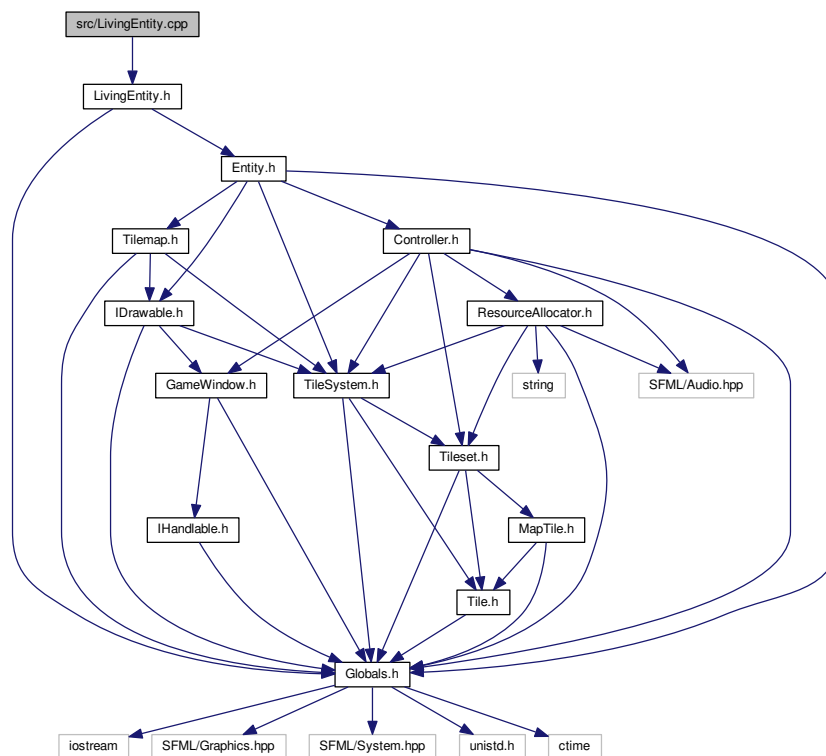 src/LivingEntity.cpp
LivingEntity.h
Entity.h
Tilemap.h
Controller.h
IDrawable.h
ResourceAllocator.h
GameWindow.h
TileSystem.h
string
SFML/Audio.hpp
Tileset.h
IHandlable.h
MapTile.h
Tile.h
Globals.h
iostream
SFML/Graphics.hpp
SFML/System.hpp
unistd.h
ctime